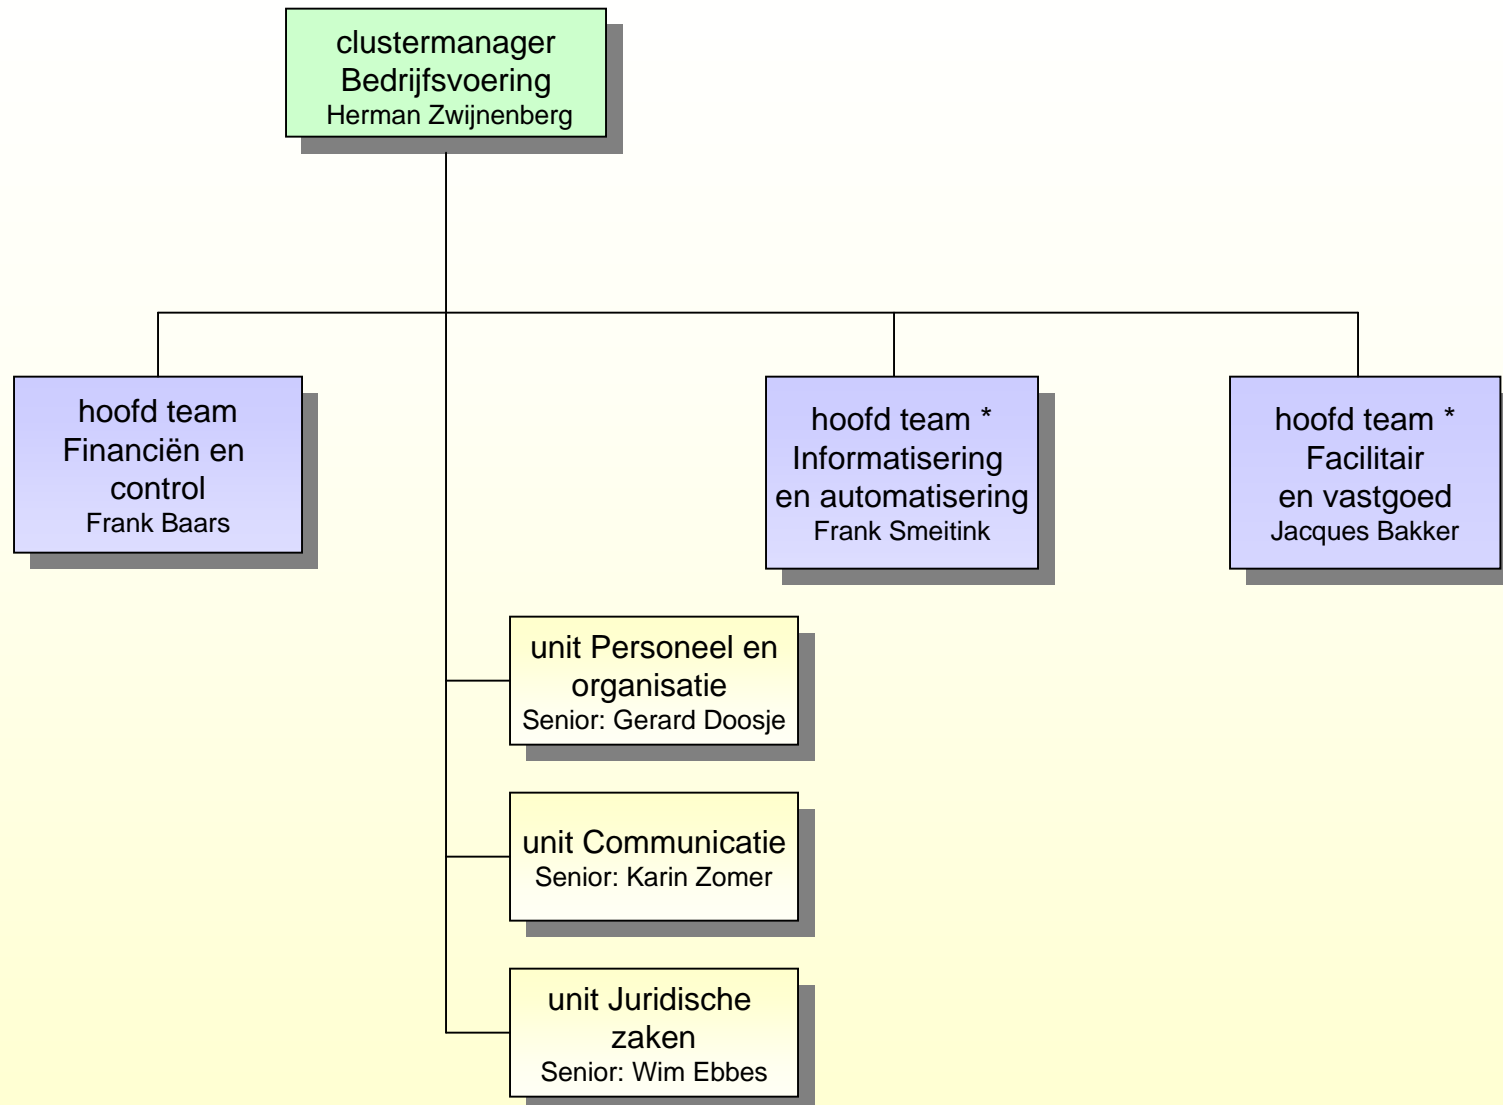 clustermanager
Bedrijfsvoering
Herman Zwijnenberg
hoofd team
Financiën en
control
Frank Baars
hoofd team *
Informatisering
en automatisering
Frank Smeitink
hoofd team *
Facilitair
en vastgoed
Jacques Bakker
unit Personeel en
organisatie
Senior: Gerard Doosje
unit Communicatie
Senior: Karin Zomer
unit Juridische
zaken
Senior: Wim Ebbes